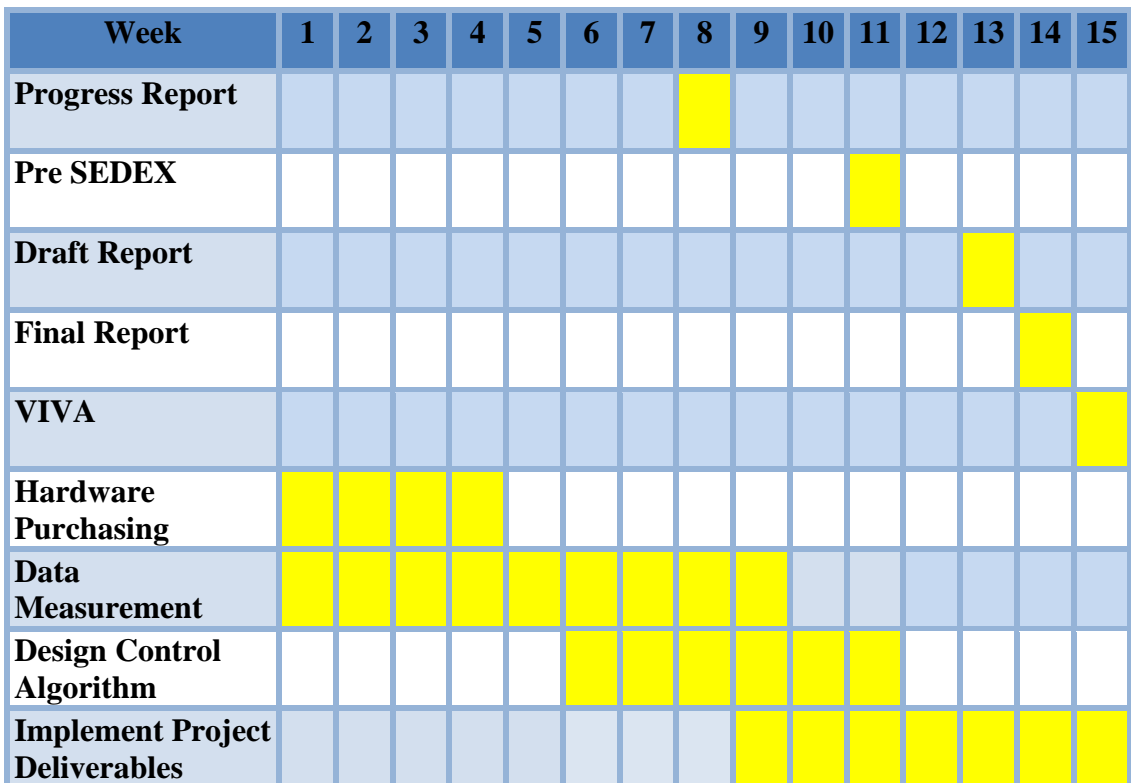 Week 1 2 3 4 5 6 7 8 9 10 11 12 13 14 15
Progress Report
Pre SEDEX
Draft Report
Final Report
VIVA
Hardware
Purchasing
Data
Measurement
Design Control
Algorithm
Implement Project
Deliverables